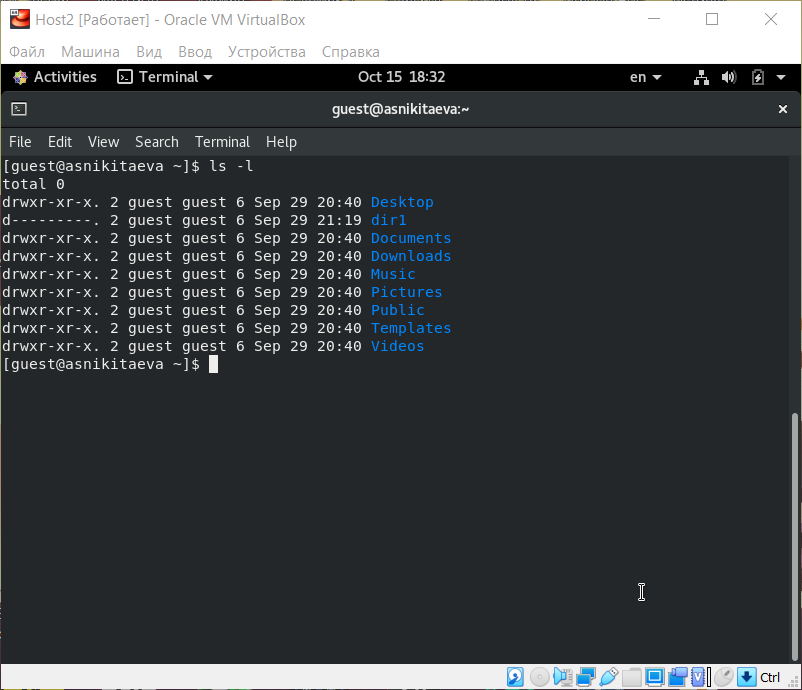 Host2 [Работает] - Oracle VM VirtualBox
Файл Машина Вид Ввод Устройства Справка
Activities Terminal Oct 15 18:32 en
guest@asnikitaeva:~
File Edit View Search Terminal Help
[guest@asnikitaeva ~]$ ls -l
total 0
drwxr-xr-x. 2 guest guest 6 Sep 29 20:40 Desktop
d---------. 2 guest guest 6 Sep 29 21:19 dir1
drwxr-xr-x. 2 guest guest 6 Sep 29 20:40 Documents
drwxr-xr-x. 2 guest guest 6 Sep 29 20:40 Downloads
drwxr-xr-x. 2 guest guest 6 Sep 29 20:40 Music
drwxr-xr-x. 2 guest guest 6 Sep 29 20:40 Pictures
drwxr-xr-x. 2 guest guest 6 Sep 29 20:40 Public
drwxr-xr-x. 2 guest guest 6 Sep 29 20:40 Templates
drwxr-xr-x. 2 guest guest 6 Sep 29 20:40 Videos
[guest@asnikitaeva ~]$
Ctrl